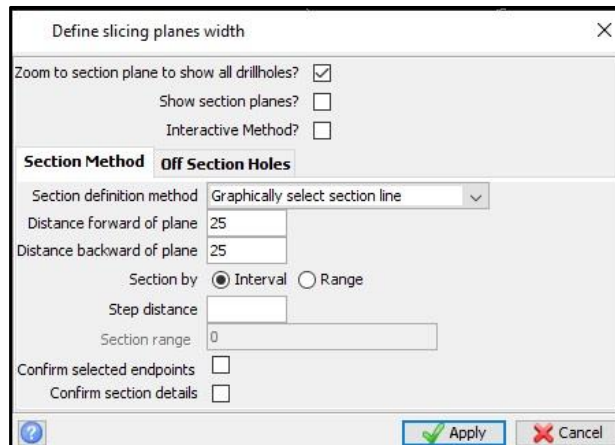 Define slicing planes width
Zoom to section plane to show all drillholes?
Show section planes?
Interactive Method?
Section Method Off Section Holes
Section definition method Graphically select section line
Distance forward of plane 25
Distance backward of plane 25
Section by Interval Range
Step distance
Section range 0
Confirm selected endpoints
Confirm section details
? Apply Cancel